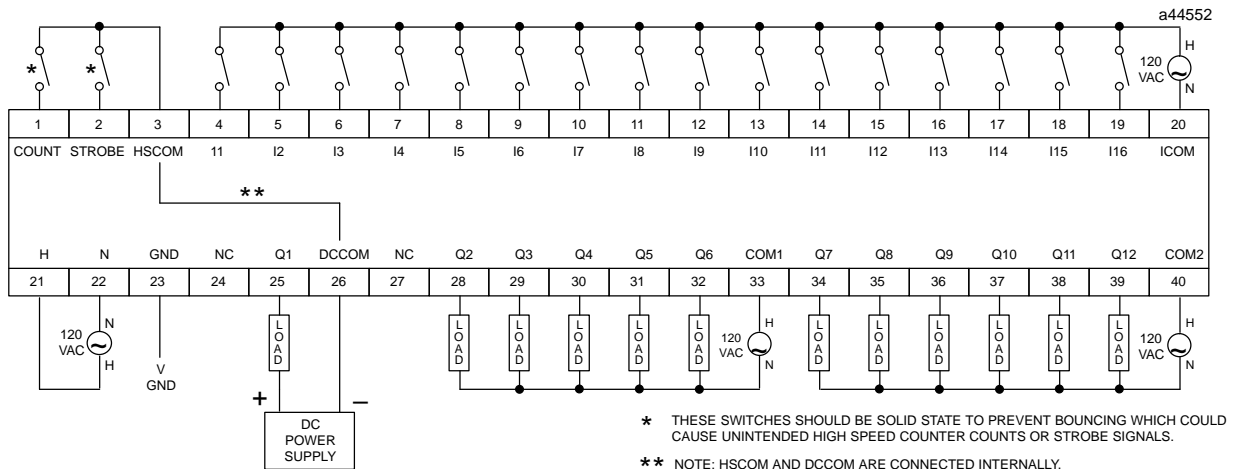 a44552
* *
H
120
VAC
N
1 2 3 4 5 6 7 8 9 10 11 12 13 14 15 16 17 18 19 20
COUNT STROBE HSCOM 11 I2 I3 I4 I5 I6 I7 I8 I9 I10 I11 I12 I13 I14 I15 I16 ICOM
**
H N GND NC Q1 DCCOM NC Q2 Q3 Q4 Q5 Q6 COM1 Q7 Q8 Q9 Q10 Q11 Q12 COM2
21 22 23 24 25 26 27 28 29 30 31 32 33 34 35 36 37 38 39 40
120
VAC
N
H
V
GND
LOAD
LOAD
LOAD
LOAD
LOAD
LOAD
120
VAC
H
N
LOAD
LOAD
LOAD
LOAD
LOAD
LOAD
120
VAC
H
N
+ –
DC
POWER
SUPPLY
* THESE SWITCHES SHOULD BE SOLID STATE TO PREVENT BOUNCING WHICH COULD
CAUSE UNINTENDED HIGH SPEED COUNTER COUNTS OR STROBE SIGNALS.
** NOTE: HSCOM AND DCCOM ARE CONNECTED INTERNALLY.